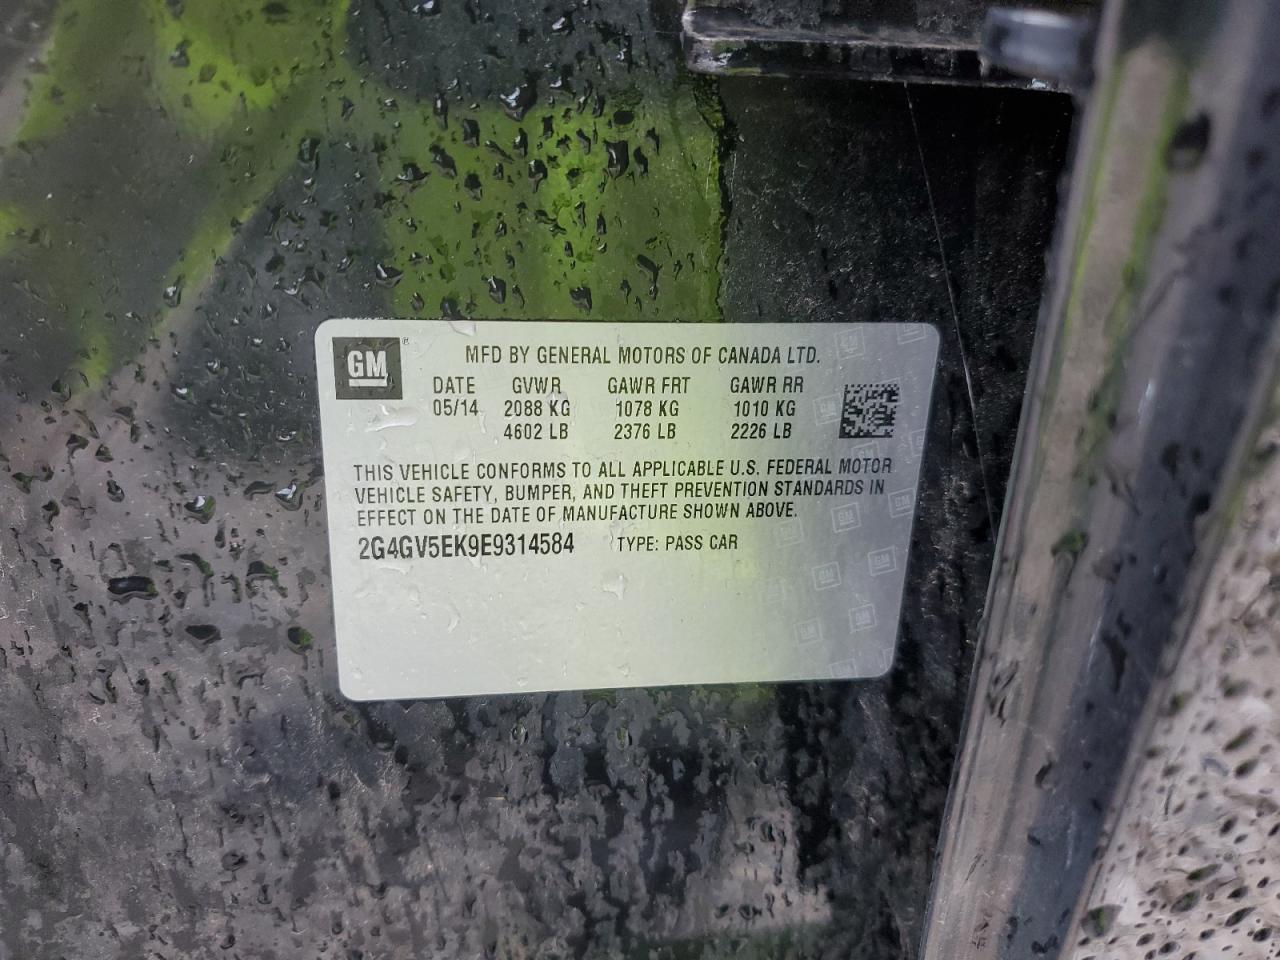 GM ®
MFD BY GENERAL MOTORS OF CANADA LTD.
DATE GVWR GAWR FRT GAWR RR
05/14 2088 KG 1078 KG 1010 KG
4602 LB 2376 LB 2226 LB
THIS VEHICLE CONFORMS TO ALL APPLICABLE U.S. FEDERAL MOTOR
VEHICLE SAFETY, BUMPER, AND THEFT PREVENTION STANDARDS IN
EFFECT ON THE DATE OF MANUFACTURE SHOWN ABOVE.
2G4GV5EK9E9314584 TYPE: PASS CAR